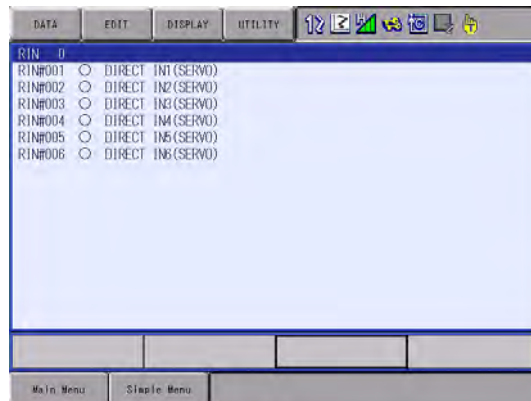 DATA EDIT DISPLAY UTILITY
RIN 0
RIN#001 ○ DIRECT IN1(SERVO)
RIN#002 ○ DIRECT IN2(SERVO)
RIN#003 ○ DIRECT IN3(SERVO)
RIN#004 ○ DIRECT IN4(SERVO)
RIN#005 ○ DIRECT IN5(SERVO)
RIN#006 ○ DIRECT IN6(SERVO)
Main Menu Simple Menu